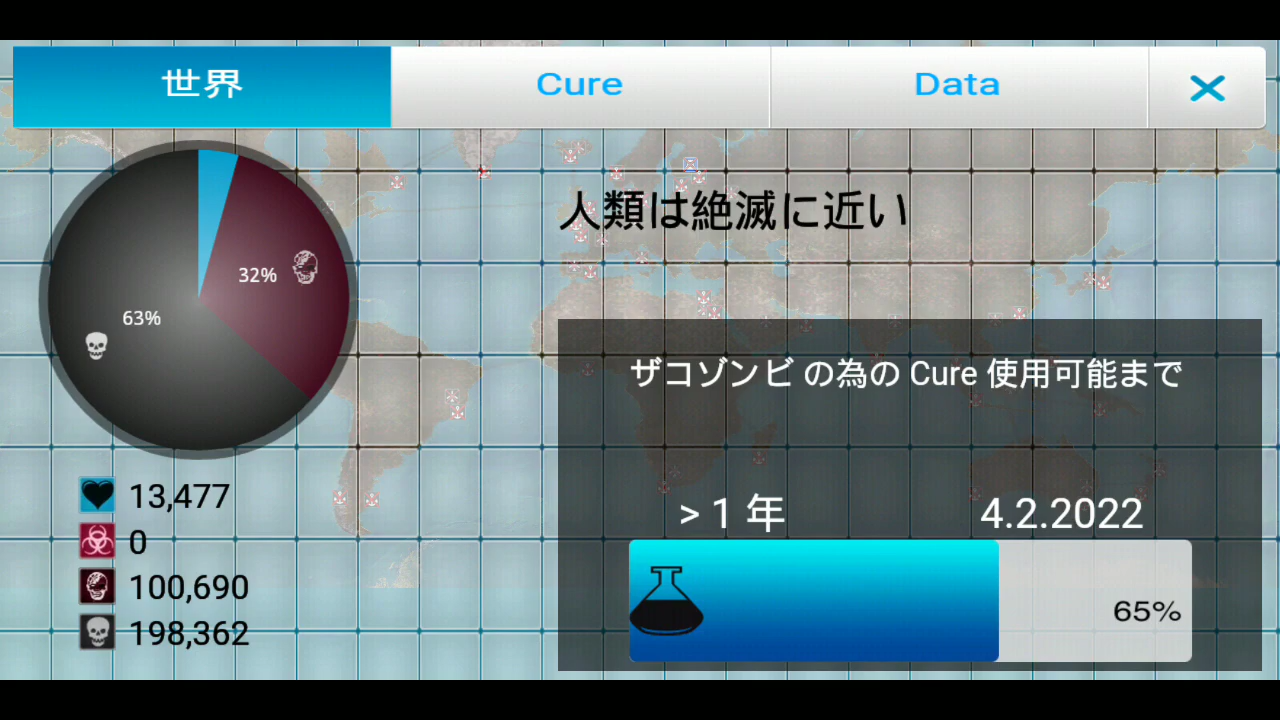 世界
Cure
Data
人類は絶滅に近い
32%
63%
ザコゾンビ の為の Cure 使用可能まで
> 1 年
4.2.2022
65%
13,477
0
100,690
198,362